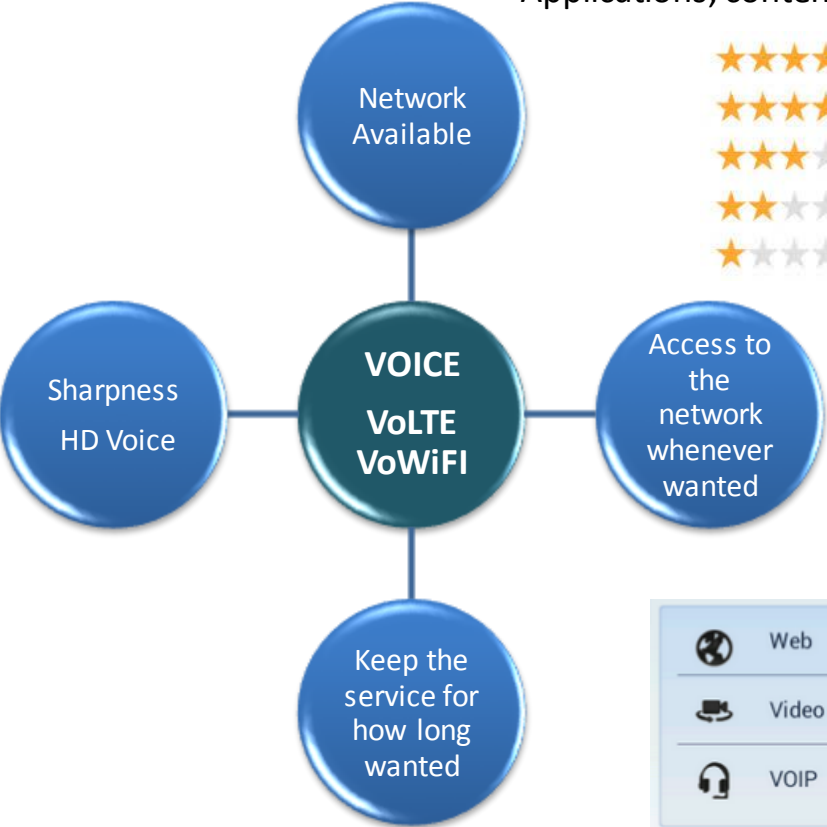 Applications,
Network
Available
Sharpness
HD Voice
VOICE
VoLTE
VoWiFI
Access to
the
network
whenever
wanted
Keep the
service for
how long
wanted
Web
Video
VOIP